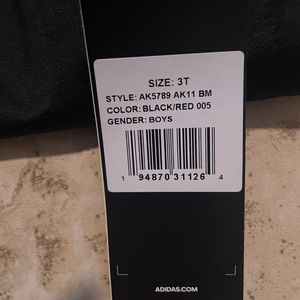 SIZE: 3T
STYLE: AK5789 AK11 BM
COLOR: BLACK/RED 005
GENDER: BOYS
1 94870 31126 4
ADIDAS.COM